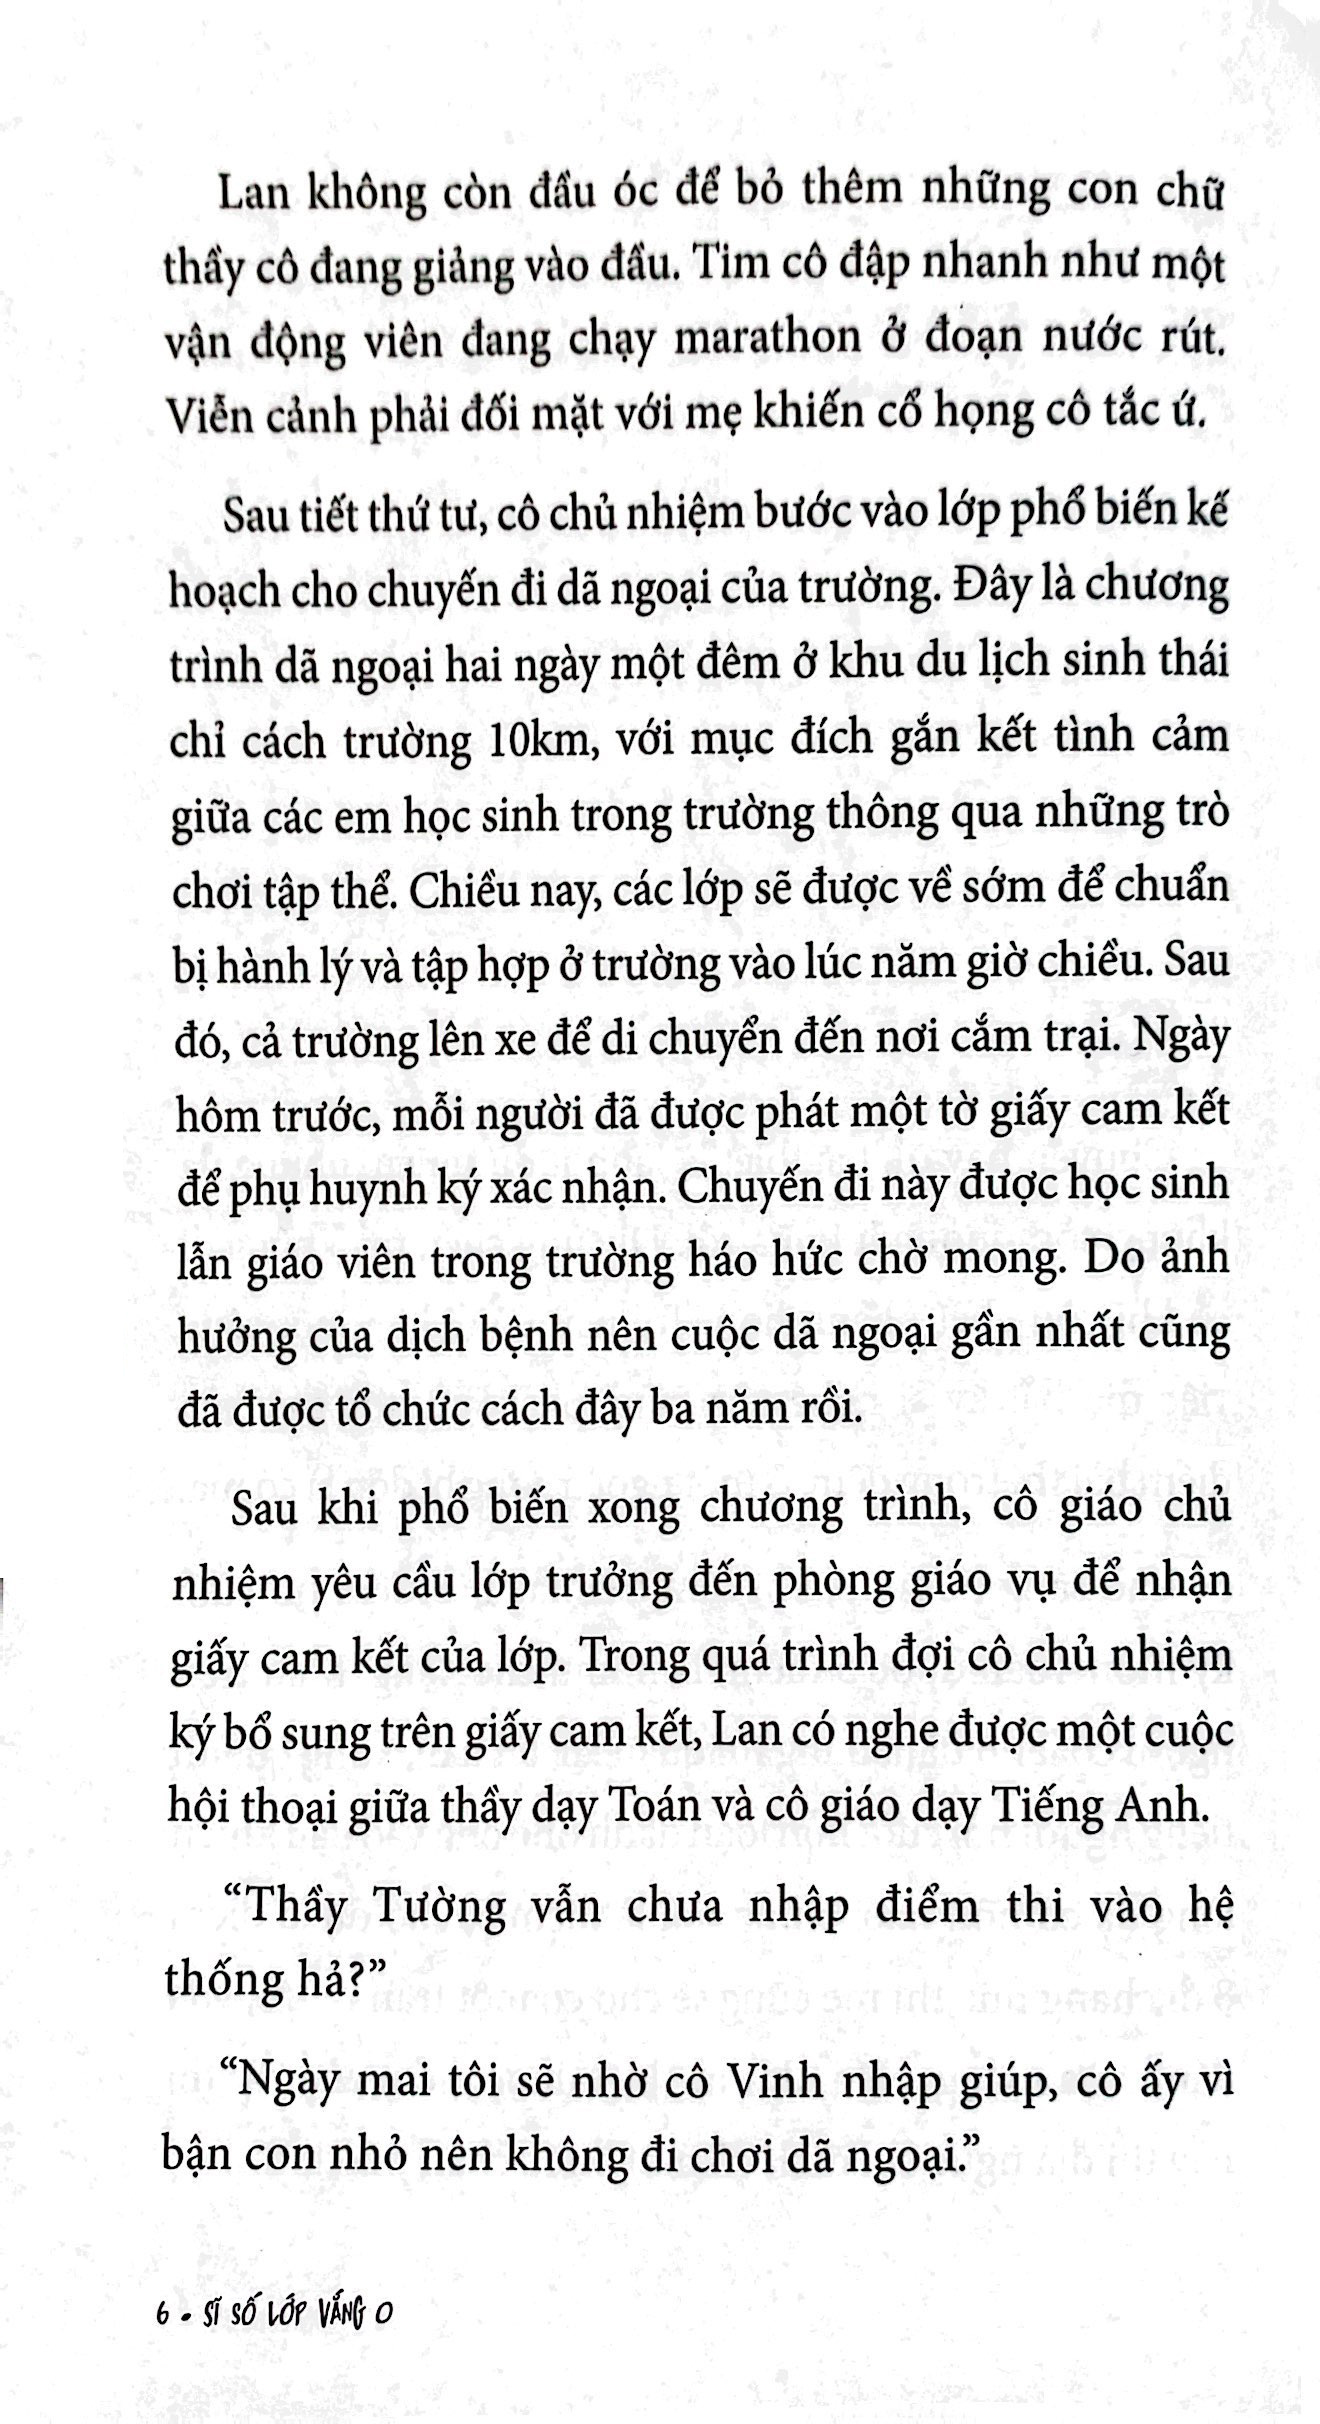 Lan không còn đầu óc để bỏ thêm những con chữ
thầy cô đang giảng vào đầu. Tim cô đập nhanh như một
vận động viên đang chạy marathon ở đoạn nước rút.
Viễn cảnh phải đối mặt với mẹ khiến cổ họng cô tắc ứ.
Sau tiết thứ tư, cô chủ nhiệm bước vào lớp phổ biến kế
hoạch cho chuyến đi dã ngoại của trường. Đây là chương
trình dã ngoại hai ngày một đêm ở khu du lịch sinh thái
chỉ cách trường 10km, với mục đích gắn kết tình cảm
giữa các em học sinh trong trường thông qua những trò
chơi tập thể. Chiều nay, các lớp sẽ được về sớm để chuẩn
bị hành lý và tập hợp ở trường vào lúc năm giờ chiều. Sau
đó, cả trường lên xe để di chuyển đến nơi cắm trại. Ngày
hôm trước, mỗi người đã được phát một tờ giấy cam kết
để phụ huynh ký xác nhận. Chuyến đi này được học sinh
lẫn giáo viên trong trường háo hức chờ mong. Do ảnh
hưởng của dịch bệnh nên cuộc dã ngoại gần nhất cũng
đã được tổ chức cách đây ba năm rồi.
Sau khi phổ biến xong chương trình, cô giáo chủ
nhiệm yêu cầu lớp trưởng đến phòng giáo vụ để nhận
giấy cam kết của lớp. Trong quá trình đợi cô chủ nhiệm
ký bổ sung trên giấy cam kết, Lan có nghe được một cuộc
hội thoại giữa thầy dạy Toán và cô giáo dạy Tiếng Anh.
“Thầy Tường vẫn chưa nhập điểm thi vào hệ
thống hả?”
“Ngày mai tôi sẽ nhờ cô Vinh nhập giúp, cô ấy vì
bận con nhỏ nên không đi chơi dã ngoại.”
6 • SĨ SỐ LỚP VẮNG 0